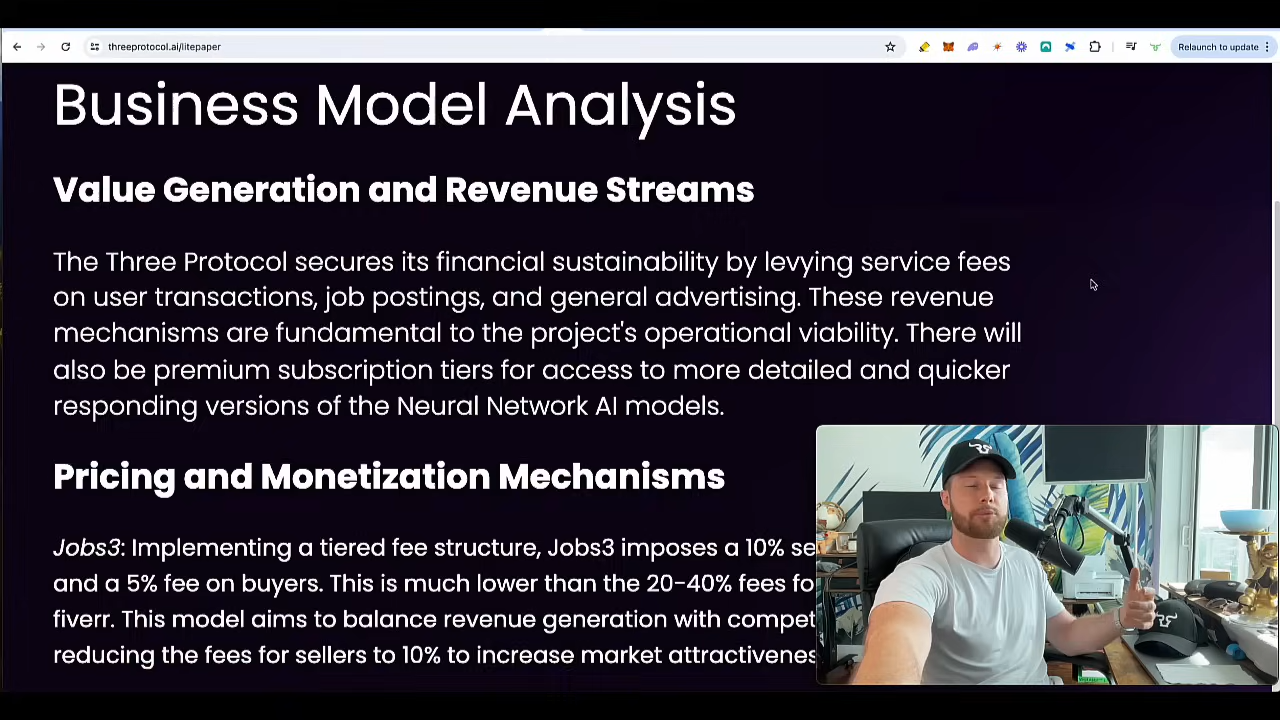 threeprotocol.ai/litepaper
Relaunch to update
Business Model Analysis
Value Generation and Revenue Streams
The Three Protocol secures its financial sustainability by levying service fees
on user transactions, job postings, and general advertising. These revenue
mechanisms are fundamental to the project's operational viability. There will
also be premium subscription tiers for access to more detailed and quicker
responding versions of the Neural Network AI models.
Pricing and Monetization Mechanisms
Jobs3: Implementing a tiered fee structure, Jobs3 imposes a 10% se
and a 5% fee on buyers. This is much lower than the 20-40% fees fo
fiverr. This model aims to balance revenue generation with compet
reducing the fees for sellers to 10% to increase market attractivenes